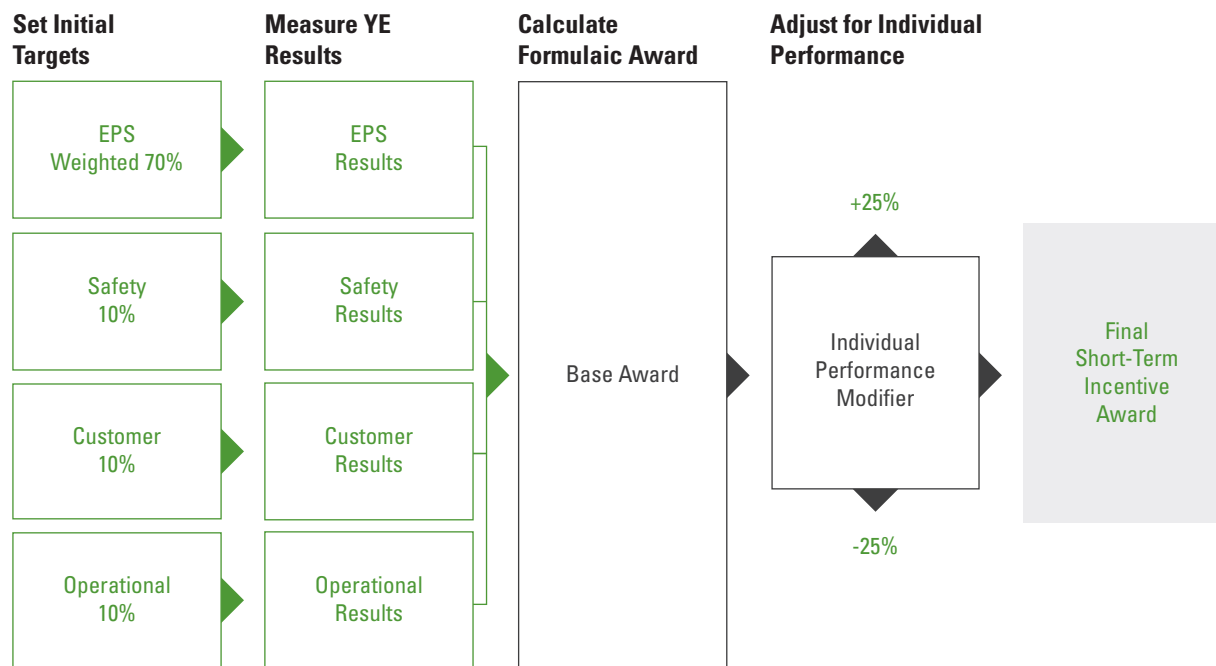 Set Initial
Targets
Measure YE
Results
Calculate
Formulaic Award
Adjust for Individual
Performance
EPS
Weighted 70%
EPS
Results
Safety
10%
Safety
Results
Customer
10%
Customer
Results
Operational
10%
Operational
Results
Base Award
+25%
Individual
Performance
Modifier
-25%
Final
Short-Term
Incentive
Award